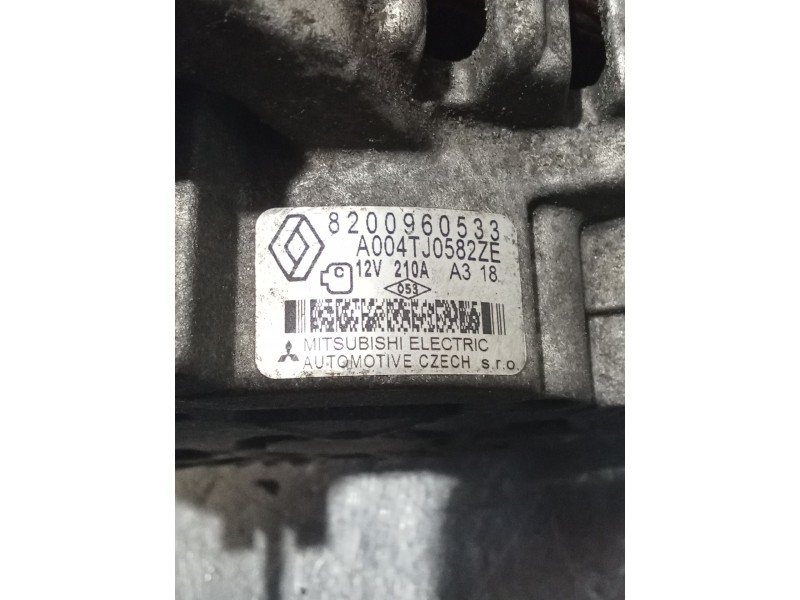 8200960533
A004TJ0582ZE
C 12V 210A A3 18
053
MITSUBISHI ELECTRIC
AUTOMOTIVE CZECH s.r.o.